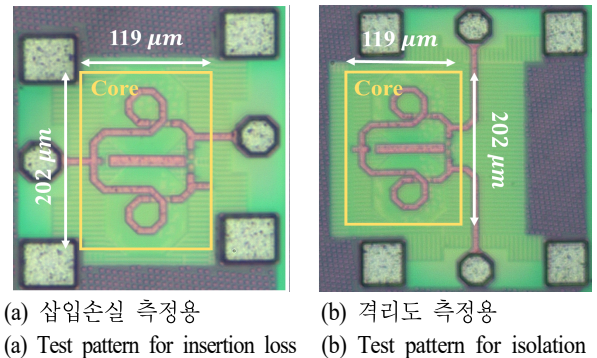 119 μm
Core
202 μm
119 μm
Core
202 μm
(a) 삽입손실 측정용
(b) 격리도 측정용
(a) Test pattern for insertion loss
(b) Test pattern for isolation